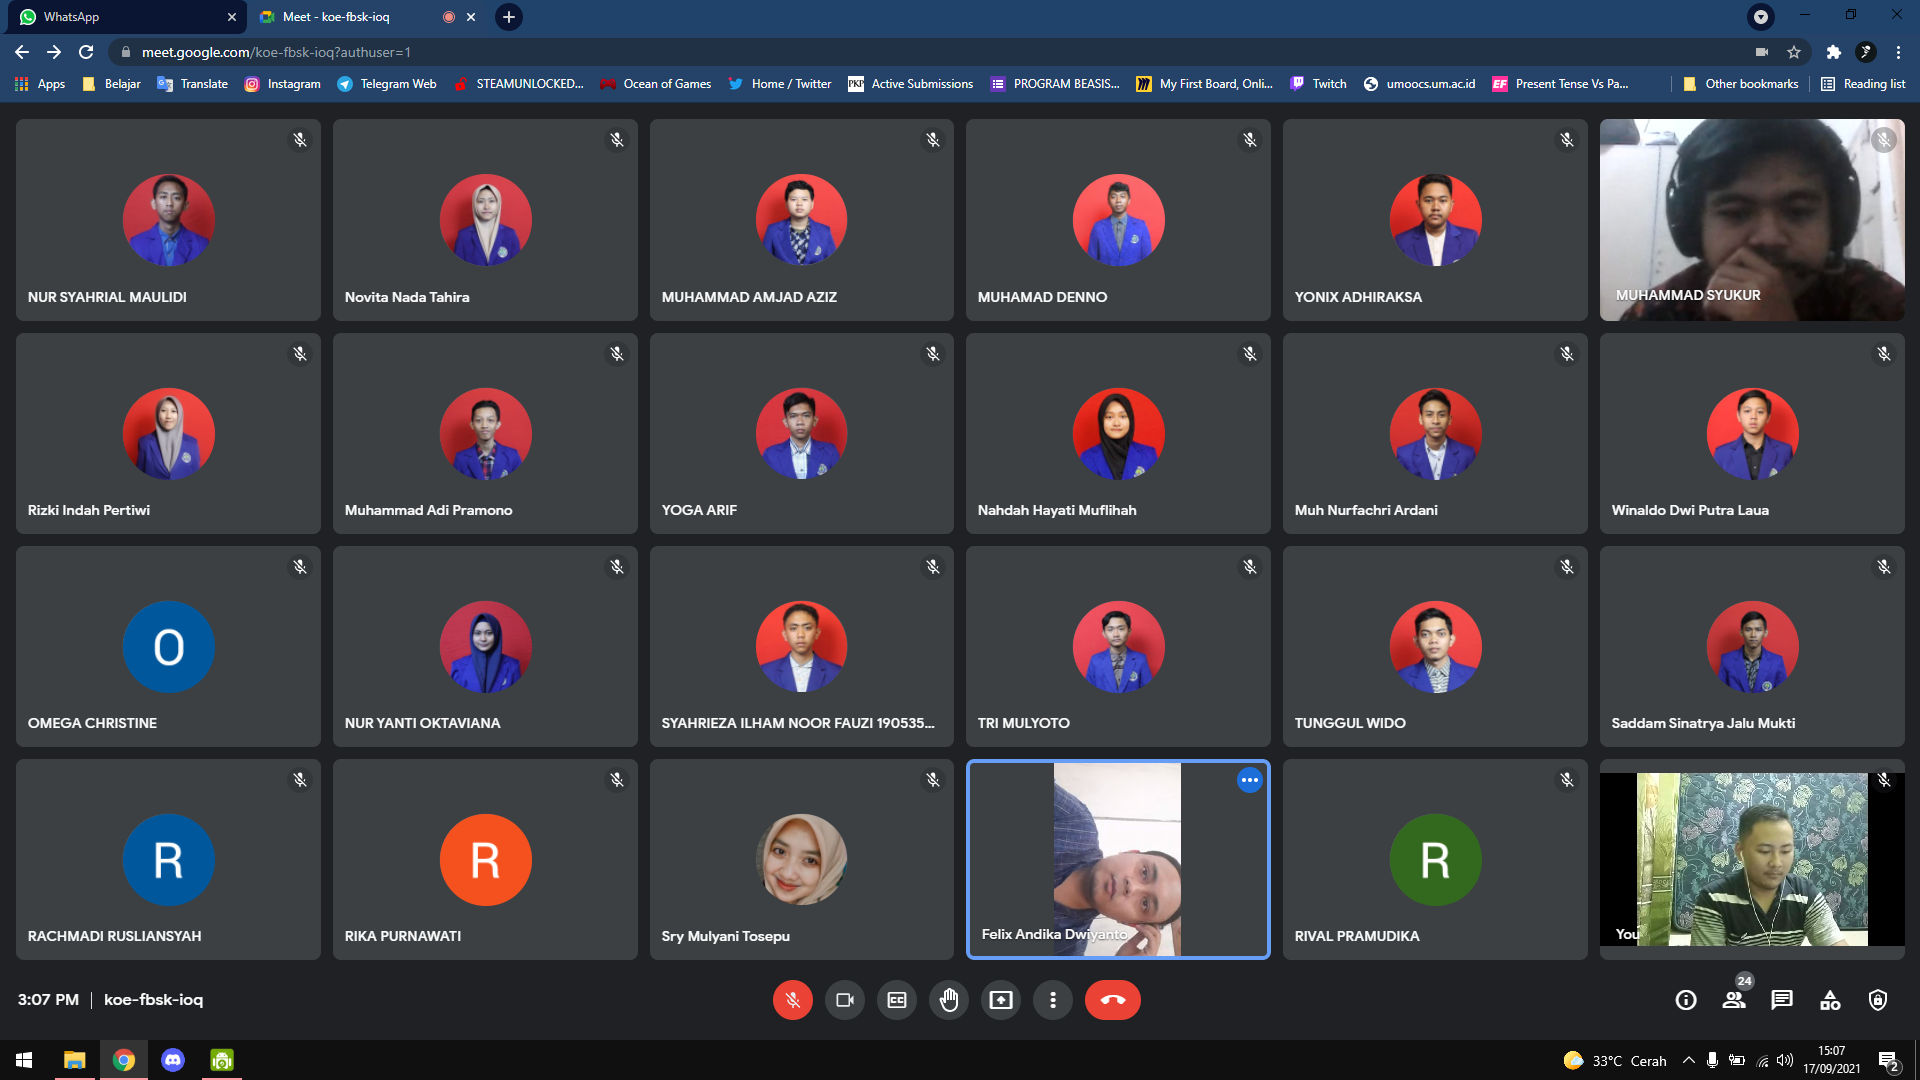 WhatsApp
Meet - koe-fbsk-ioq
meet.google.com/koe-fbsk-ioq?authuser=1
Apps Belajar Translate Instagram Telegram Web STEAMUNLOCKED... Ocean of Games Home / Twitter PKP Active Submissions PROGRAM BEASIS... My First Board, Onli... Twitch umoocs.um.ac.id EF Present Tense Vs Pa... Other bookmarks Reading list
NUR SYAHRIAL MAULIDI
Novita Nada Tahira
MUHAMMAD AMJAD AZIZ
MUHAMAD DENNO
YONIX ADHIRAKSA
MUHAMMAD SYUKUR
Rizki Indah Pertiwi
Muhammad Adi Pramono
YOGA ARIF
Nahdah Hayati Muflihah
Muh Nurfachri Ardani
Winaldo Dwi Putra Laua
O
OMEGA CHRISTINE
NUR YANTI OKTAVIANA
SYAHRIEZA ILHAM NOOR FAUZI 190535...
TRI MULYOTO
TUNGGUL WIDO
Saddam Sinatrya Jalu Mukti
R
RACHMADI RUSLIANSYAH
R
RIKA PURNAWATI
Sry Mulyani Tosepu
Felix Andika Dwiyanto
R
RIVAL PRAMUDIKA
You
3:07 PM | koe-fbsk-ioq
CC
24
33°C Cerah
15:07
17/09/2021
2